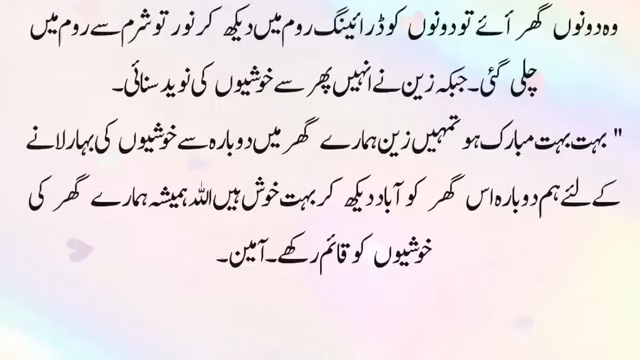 وہ دونوں گھر أئے تو دونوں کو ڈرائینگ روم میں دیکھ کر نور تو شرم سے روم میں
چلی گئی۔ جبکہ زین نے انہیں پھر سے خوشیوں کی نوید سنائی۔
" بہت بہت مبارک ہو تمہیں زین ہمارے گھر میں دوبارہ سے خوشیوں کی بہار لانے
کے لئے ہم دوبارہ اس گھر کو آباد دیکھ کر بہت خوش ہیں اللہ ہمیشہ ہمارے گھر کی
خوشیوں کو قائم رکھے۔ آمین۔